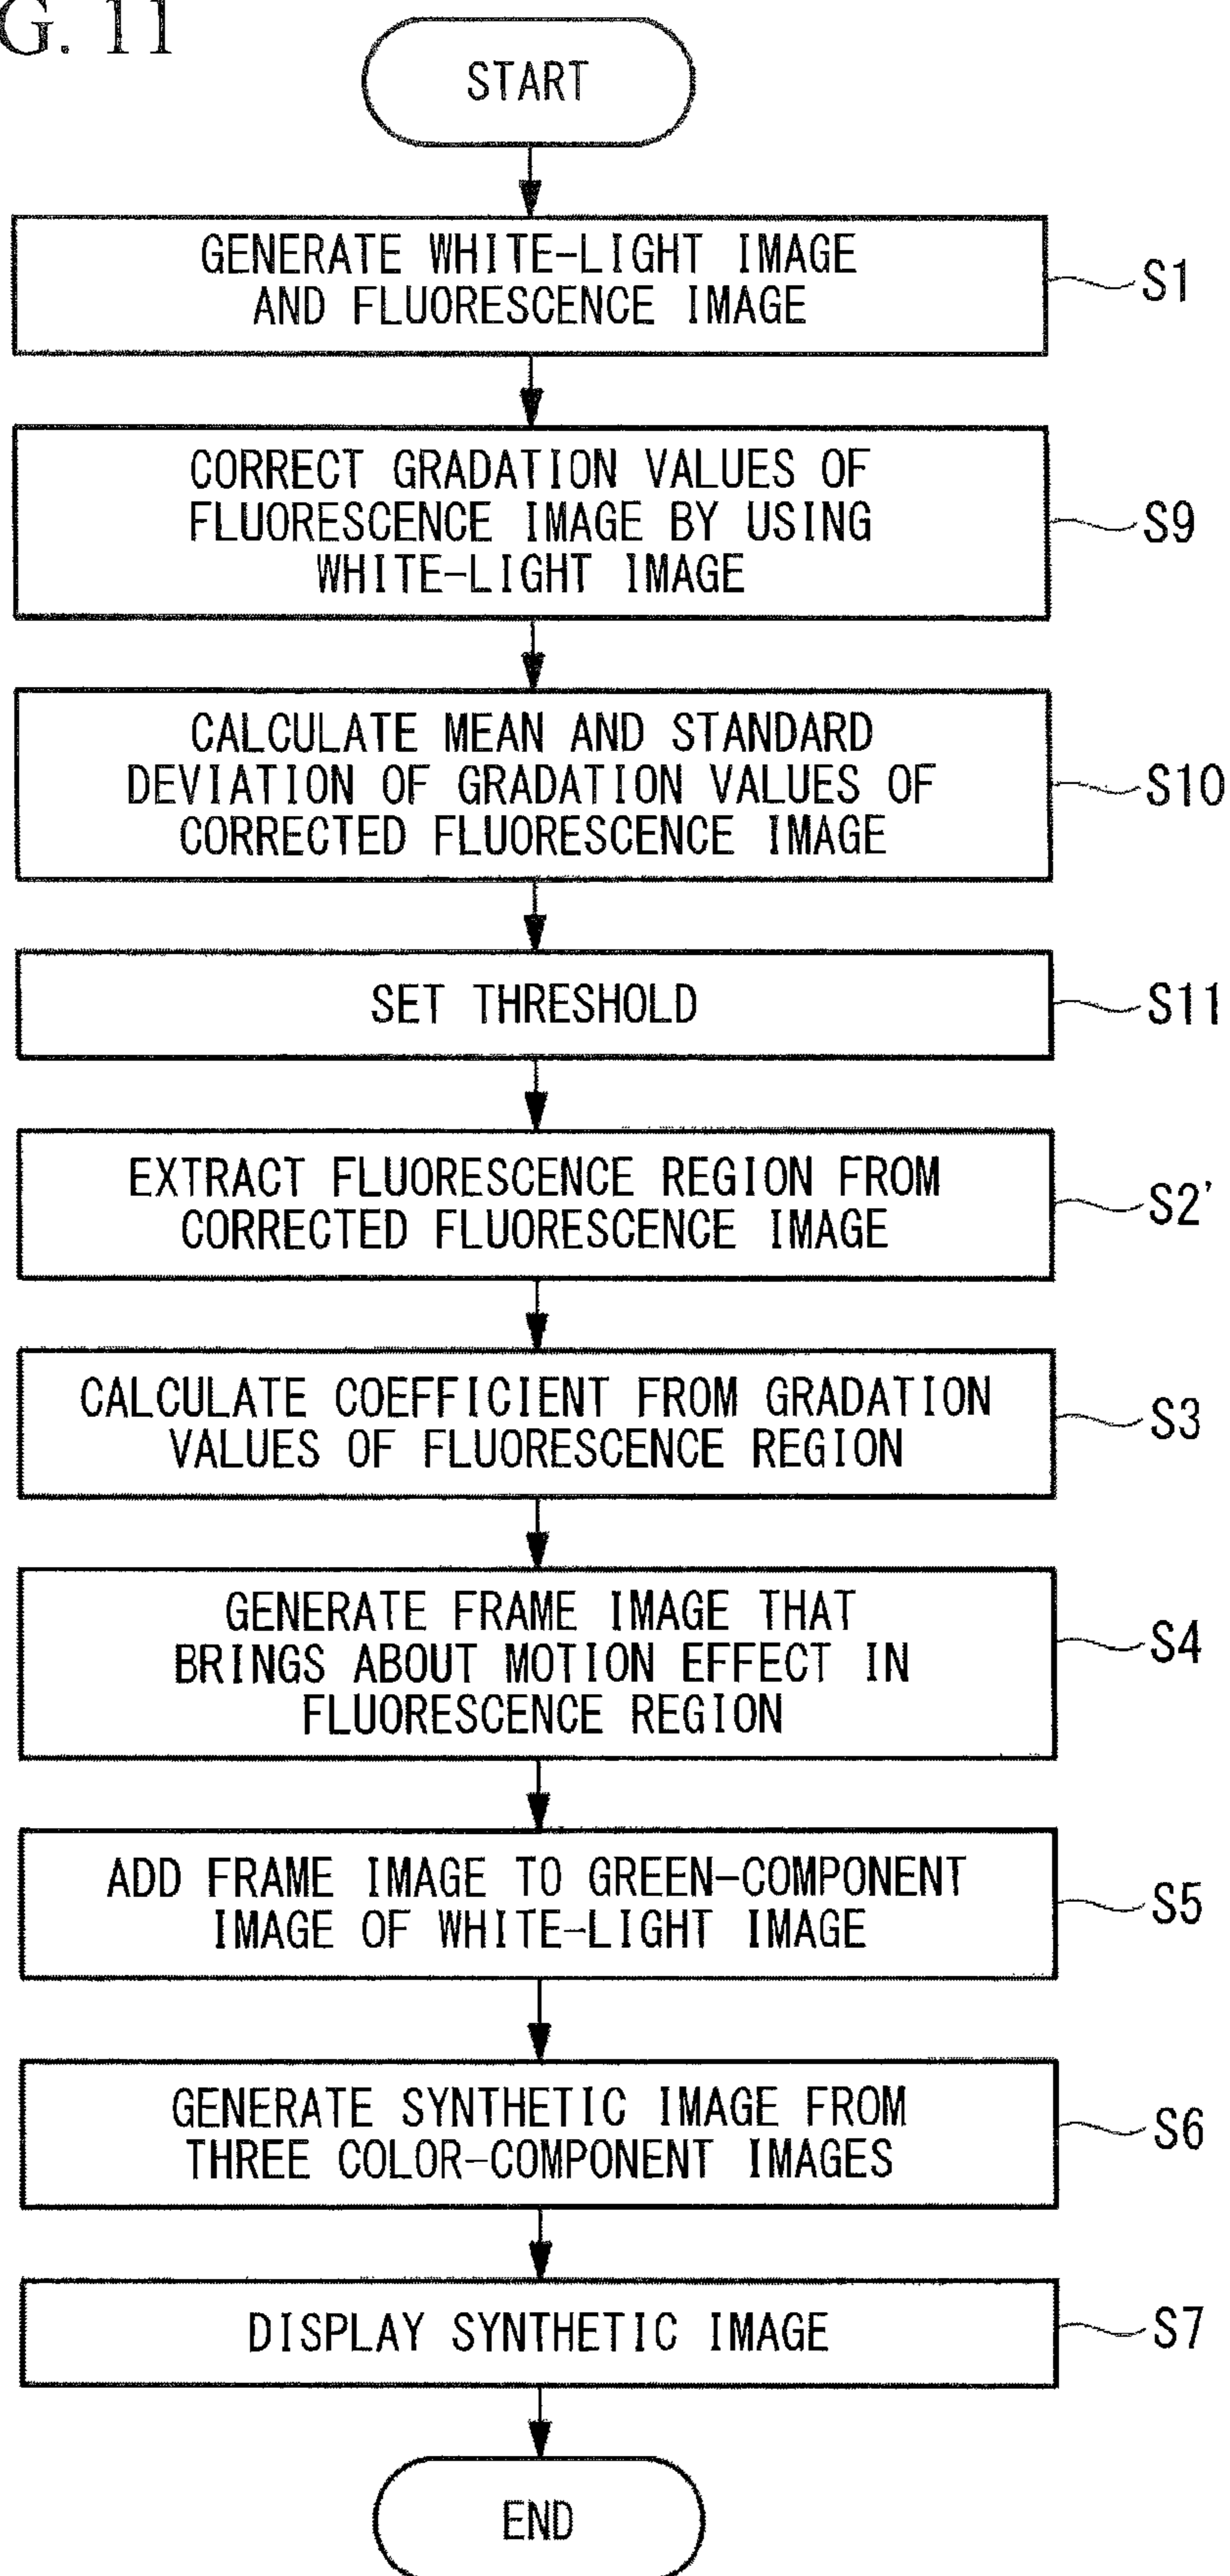 G. 11
START
GENERATE WHITE-LIGHT IMAGE
AND FLUORESCENCE IMAGE
S1
CORRECT GRADATION VALUES OF
FLUORESCENCE IMAGE BY USING
WHITE-LIGHT IMAGE
S9
CALCULATE MEAN AND STANDARD
DEVIATION OF GRADATION VALUES OF
CORRECTED FLUORESCENCE IMAGE
S10
SET THRESHOLD
S11
EXTRACT FLUORESCENCE REGION FROM
CORRECTED FLUORESCENCE IMAGE
S2'
CALCULATE COEFFICIENT FROM GRADATION
VALUES OF FLUORESCENCE REGION
S3
GENERATE FRAME IMAGE THAT
BRINGS ABOUT MOTION EFFECT IN
FLUORESCENCE REGION
S4
ADD FRAME IMAGE TO GREEN-COMPONENT
IMAGE OF WHITE-LIGHT IMAGE
S5
GENERATE SYNTHETIC IMAGE FROM
THREE COLOR-COMPONENT IMAGES
S6
DISPLAY SYNTHETIC IMAGE
S7
END